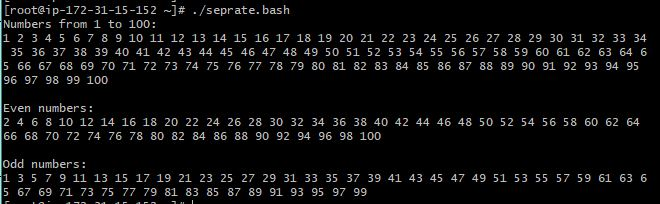 [root@ip-172-31-15-152 ~]# ./seprate.bash
Numbers from 1 to 100:
1 2 3 4 5 6 7 8 9 10 11 12 13 14 15 16 17 18 19 20 21 22 23 24 25 26 27 28 29 30 31 32 33 34
 35 36 37 38 39 40 41 42 43 44 45 46 47 48 49 50 51 52 53 54 55 56 57 58 59 60 61 62 63 64 6
5 66 67 68 69 70 71 72 73 74 75 76 77 78 79 80 81 82 83 84 85 86 87 88 89 90 91 92 93 94 95
96 97 98 99 100

Even numbers:
2 4 6 8 10 12 14 16 18 20 22 24 26 28 30 32 34 36 38 40 42 44 46 48 50 52 54 56 58 60 62 64
66 68 70 72 74 76 78 80 82 84 86 88 90 92 94 96 98 100

Odd numbers:
1 3 5 7 9 11 13 15 17 19 21 23 25 27 29 31 33 35 37 39 41 43 45 47 49 51 53 55 57 59 61 63 6
5 67 69 71 73 75 77 79 81 83 85 87 89 91 93 95 97 99
[root@ip-172-31-15-152 ~]#